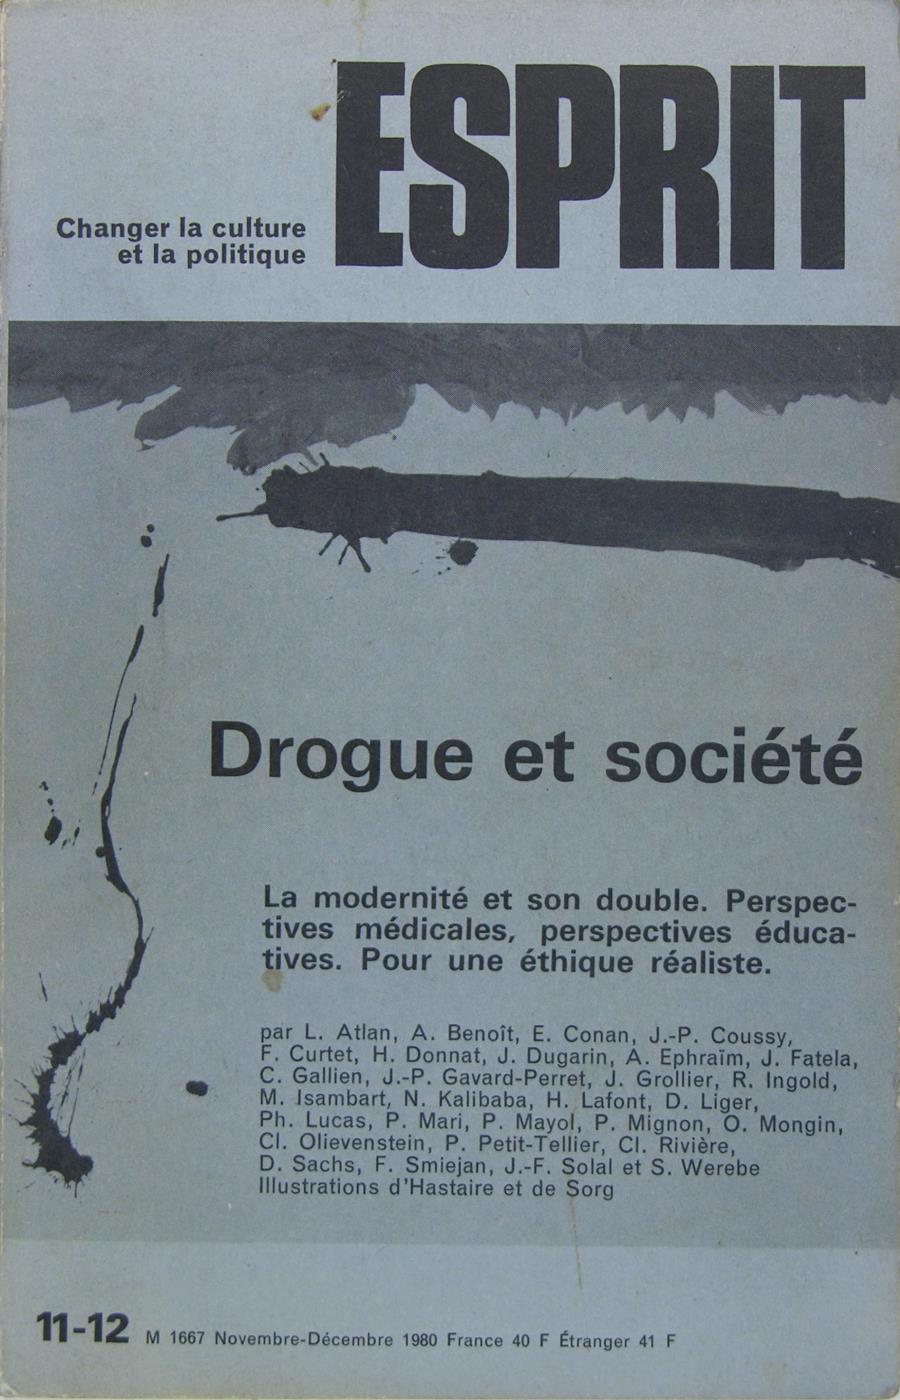 ESPRIT
Changer la culture
et la politique
Drogue et société
La modernité et son double. Perspec-
tives médicales, perspectives éduca-
tives. Pour une éthique réaliste.
par L. Atlan, A. Benoît, E. Conan, J.-P. Coussy,
F. Curtet, H. Donnat, J. Dugarin, A. Ephraïm, J. Fatela,
C. Gallien, J.-P. Gavard-Perret, J. Grollier, R. Ingold,
M. Isambart, N. Kalibaba, H. Lafont, D. Liger,
Ph. Lucas, P. Mari, P. Mayol, P. Mignon, O. Mongin,
Cl. Olievenstein, P. Petit-Tellier, Cl. Rivière,
D. Sachs, F. Smiejan, J.-F. Solal et S. Werebe
Illustrations d'Hastaire et de Sorg
11-12 M 1667 Novembre-Décembre 1980 France 40 F Étranger 41 F